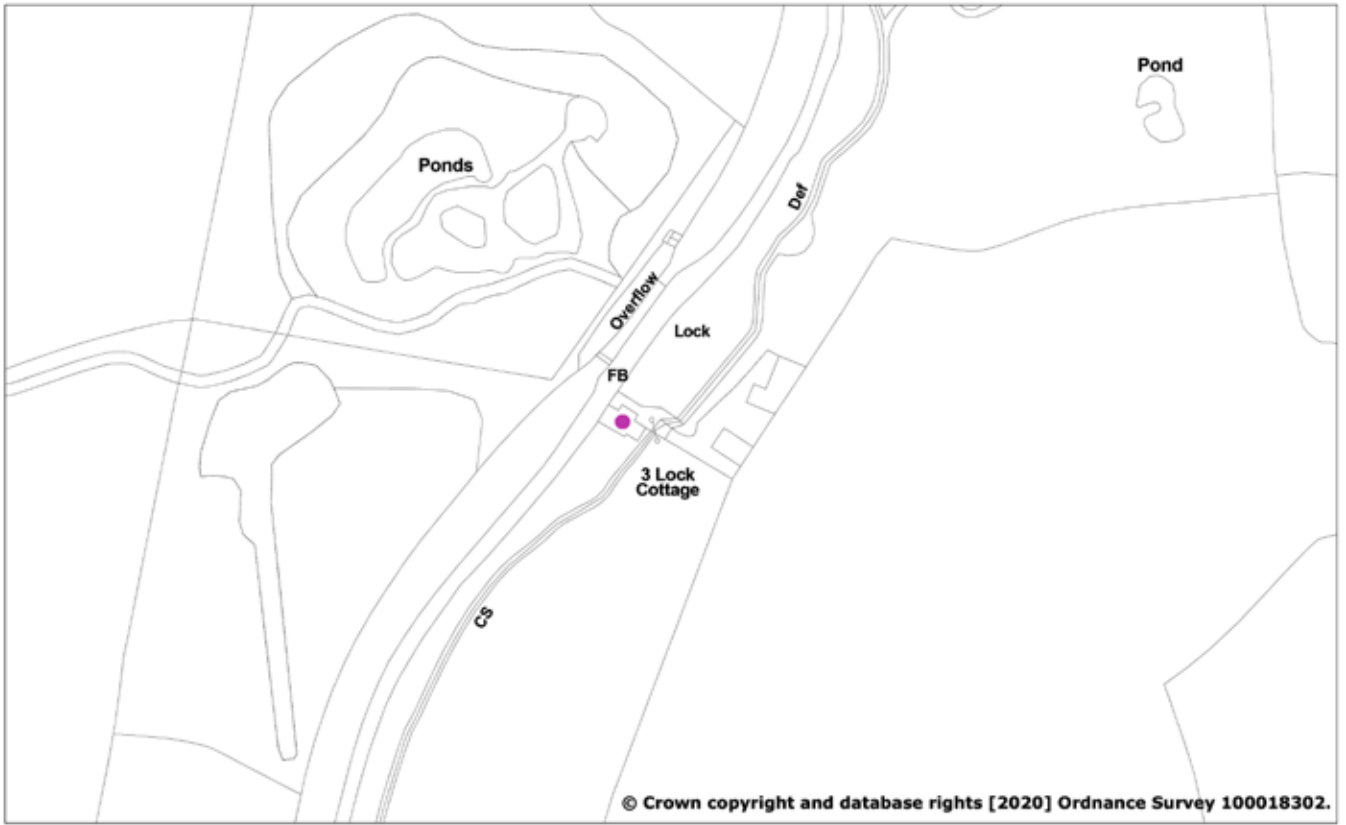 Pond
Ponds
Def
Overflow
Lock
FB
3 Lock
Cottage
CS
© Crown copyright and database rights [2020] Ordnance Survey 100018302.